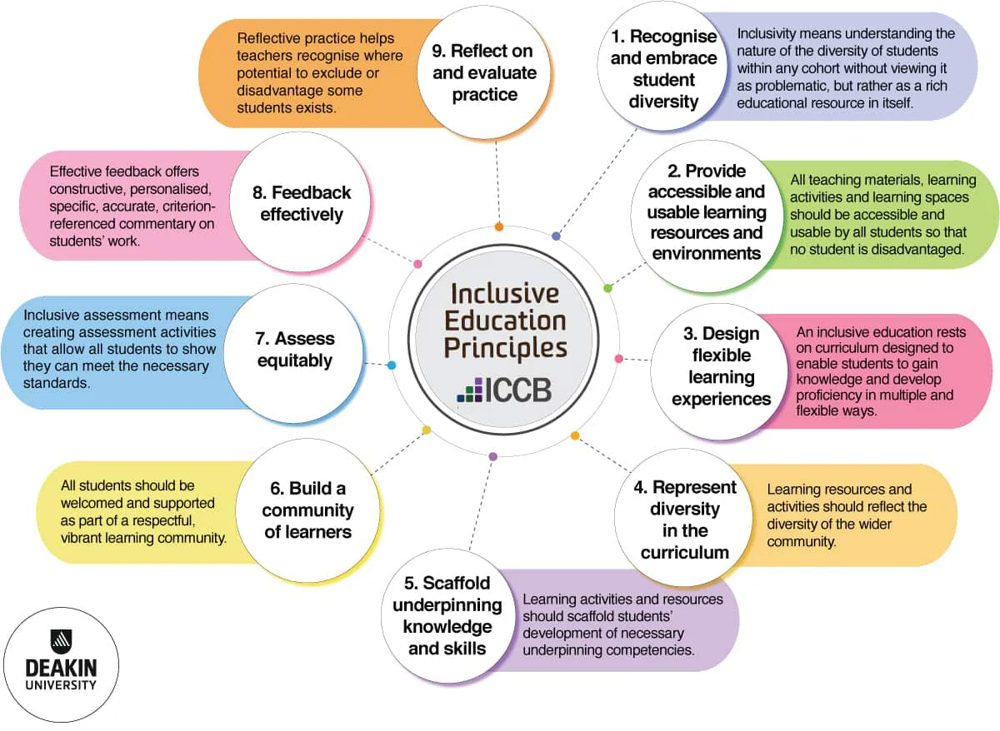 Inclusive
Education
Principles
ICCB
1. Recognise
and embrace
student
diversity
Inclusivity means understanding the
nature of the diversity of students
within any cohort without viewing it
as problematic, but rather as a rich
educational resource in itself.
2. Provide
accessible and
usable learning
resources and
environments
All teaching materials, learning
activities and learning spaces
should be accessible and
usable by all students so that
no student is disadvantaged.
3. Design
flexible
learning
experiences
An inclusive education rests
on curriculum designed to
enable students to gain
knowledge and develop
proficiency in multiple and
flexible ways.
4. Represent
diversity
in the
curriculum
Learning resources and
activities should reflect the
diversity of the wider
community.
5. Scaffold
underpinning
knowledge
and skills
Learning activities and resources
should scaffold students’
development of necessary
underpinning competencies.
6. Build a
community
of learners
All students should be
welcomed and supported
as part of a respectful,
vibrant learning community.
7. Assess
equitably
Inclusive assessment means
creating assessment activities
that allow all students to show
they can meet the necessary
standards.
8. Feedback
effectively
Effective feedback offers
constructive, personalised,
specific, accurate, criterion-
referenced commentary on
students’ work.
9. Reflect on
and evaluate
practice
Reflective practice helps
teachers recognise where
potential to exclude or
disadvantage some
students exists.
DEAKIN
UNIVERSITY